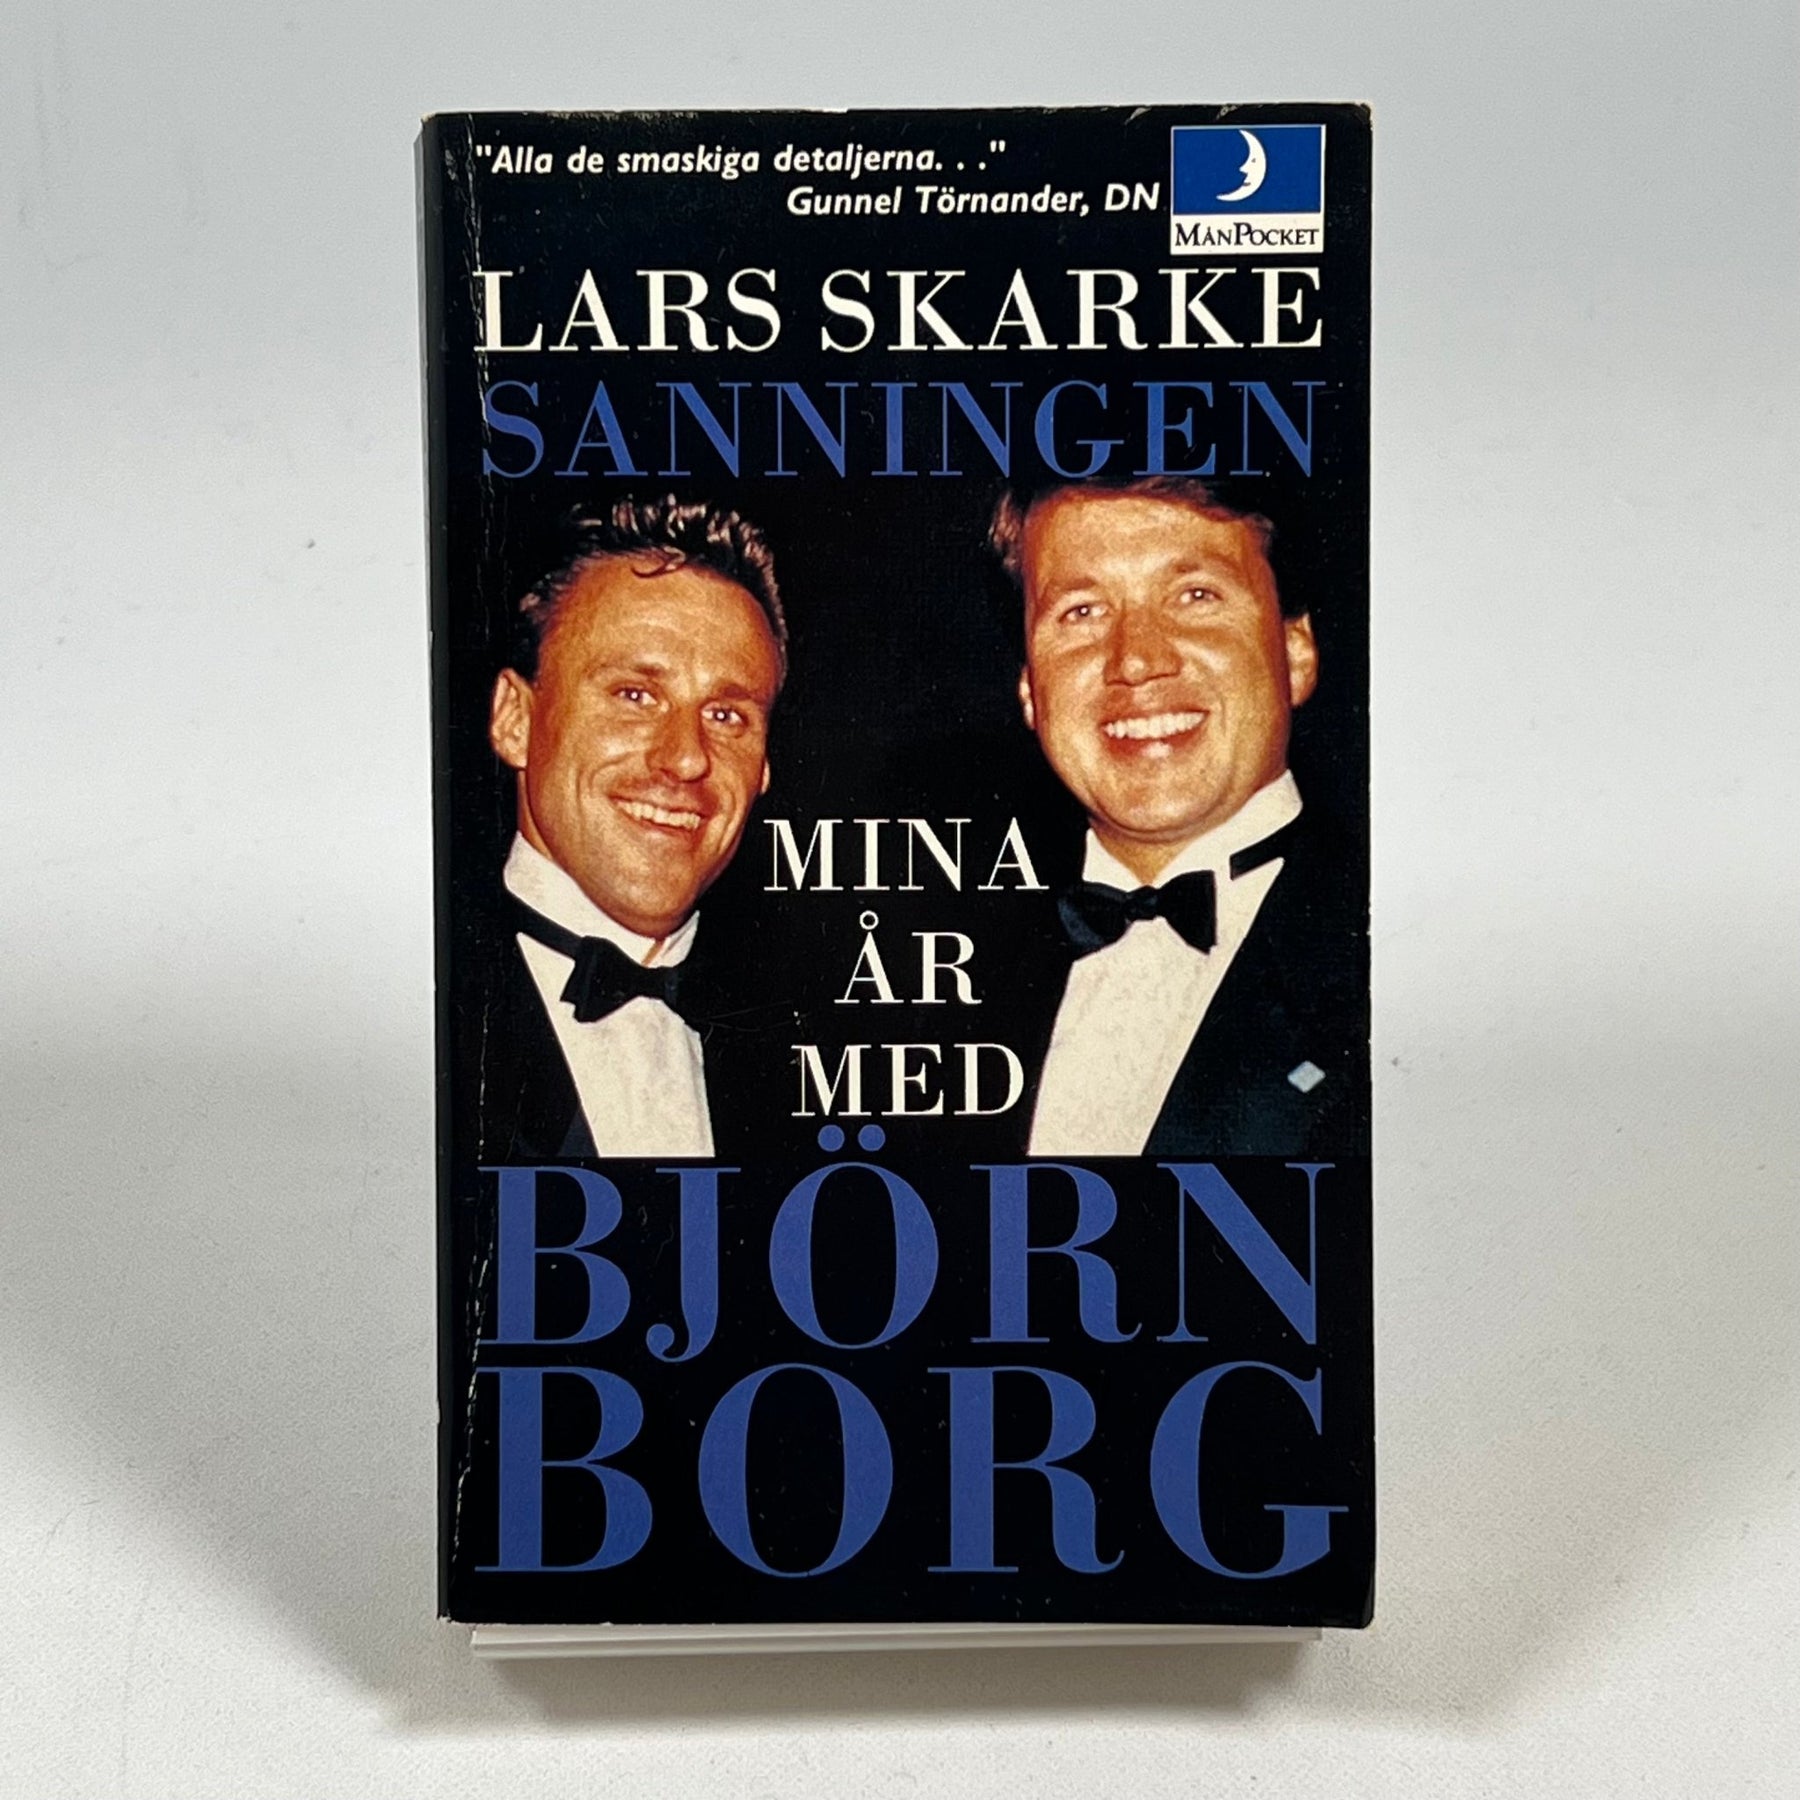 "Alla de smaskiga detaljerna. . ."
Gunnel Törnander, DN
MÅNPOCKET
LARS SKARKE
SANNINGEN
MINA
ÅR
MED
BJÖRN
BORG